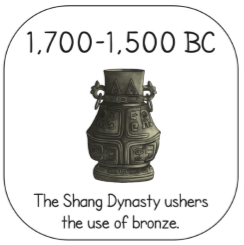 1,700-1,500 BC
The Shang Dynasty ushers
the use of bronze.